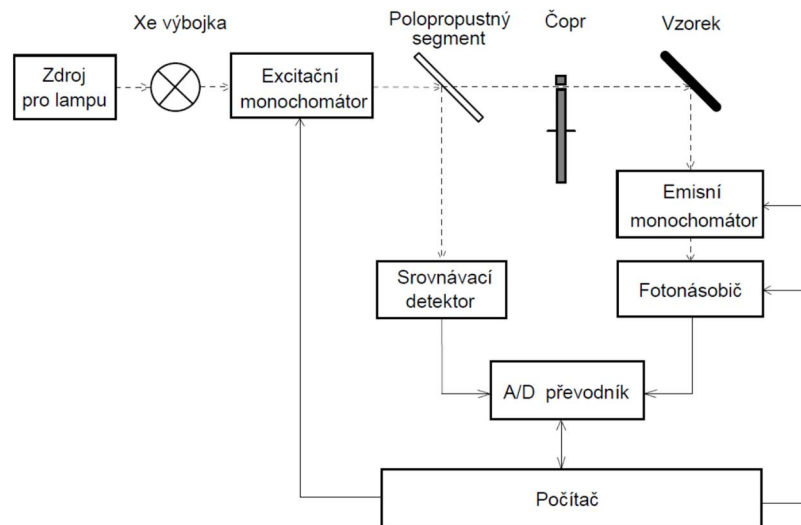 Xe výbojka
Polopropustný
segment
Čopr
Vzorek
Zdroj
pro lampu
Excitační
monochomátor
Emisní
monochomátor
Srovnávací
detektor
Fotonásobič
A/D převodník
Počítač